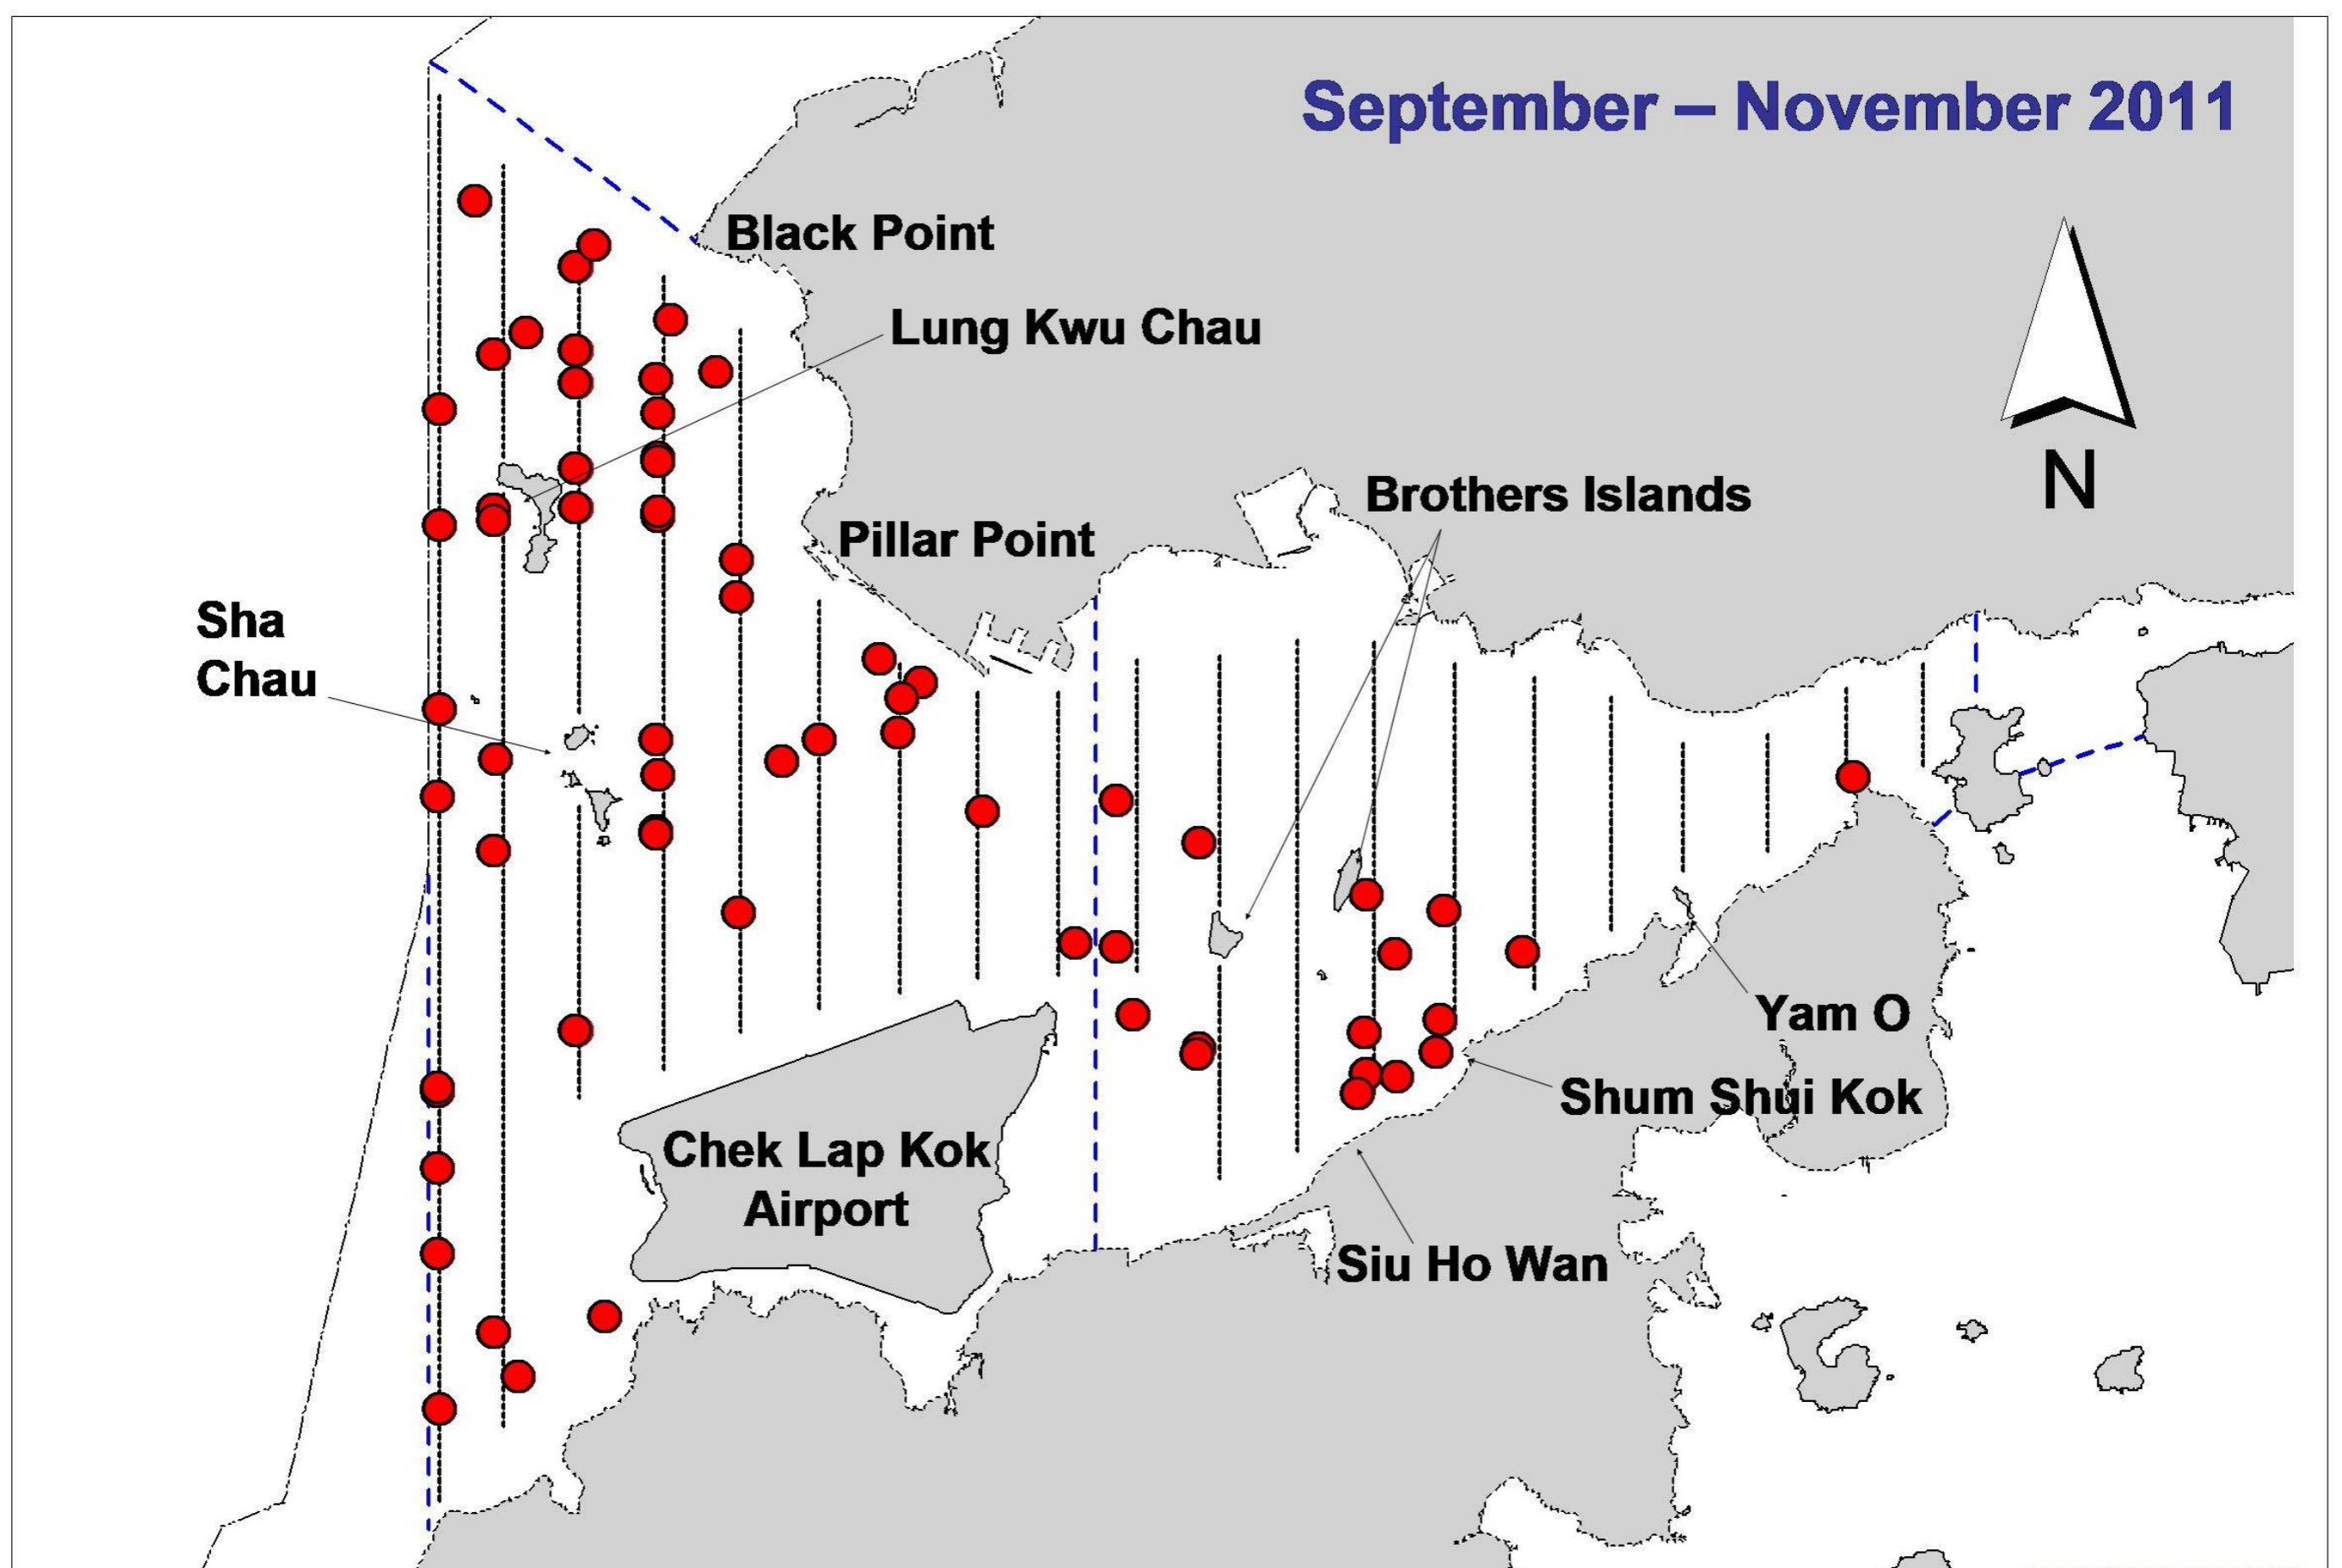 September – November 2011
Black Point
Lung Kwu Chau
N
Brothers Islands
Pillar Point
Sha
Chau
Yam O
Shum Shui Kok
Chek Lap Kok
Airport
Siu Ho Wan